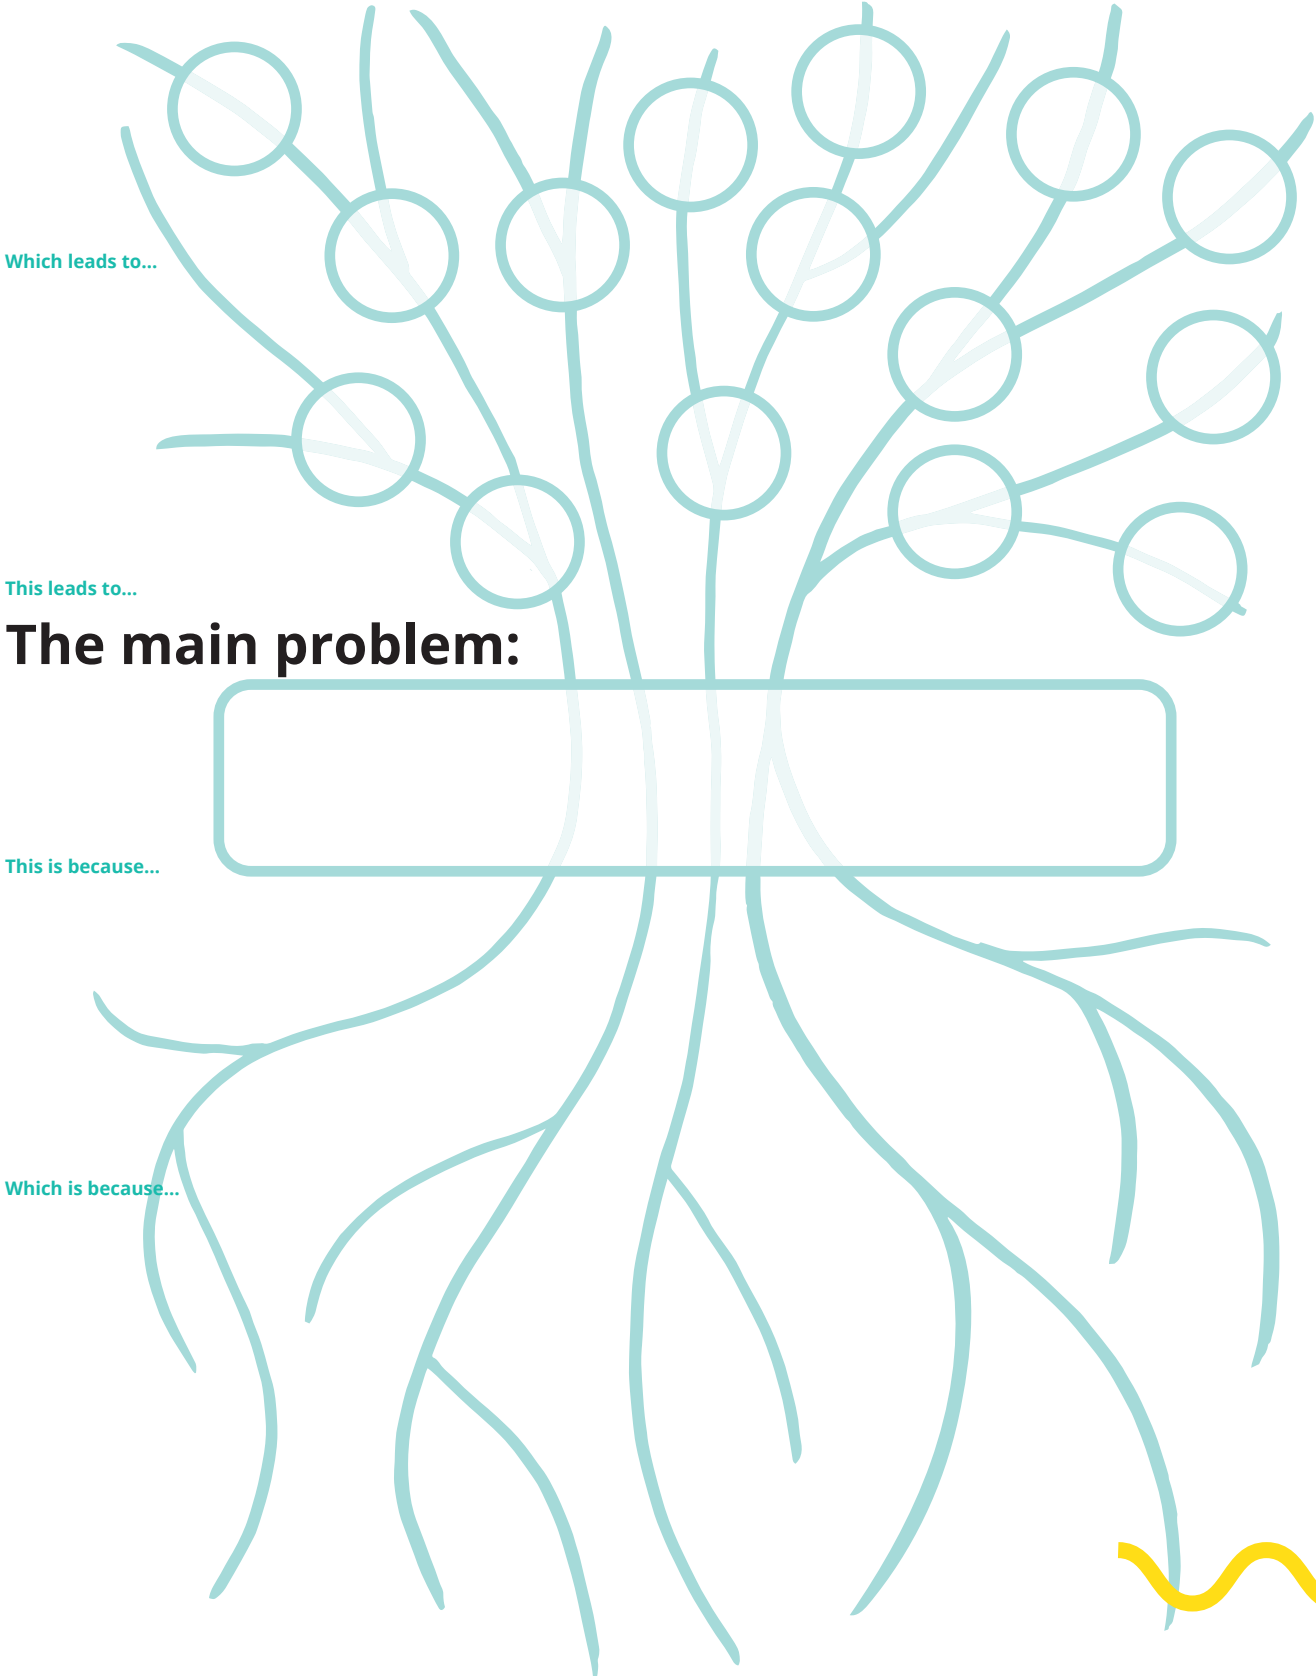 Which leads to...
This leads to...
The main problem:
This is because...
Which is because...